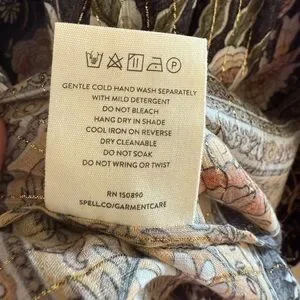 GENTLE COLD HAND WASH SEPARATELY
WITH MILD DETERGENT
DO NOT BLEACH
HANG DRY IN SHADE
COOL IRON ON REVERSE
DRY CLEANABLE
DO NOT SOAK
DO NOT WRING OR TWIST
RN 150890
SPELL.CO/GARMENTCARE